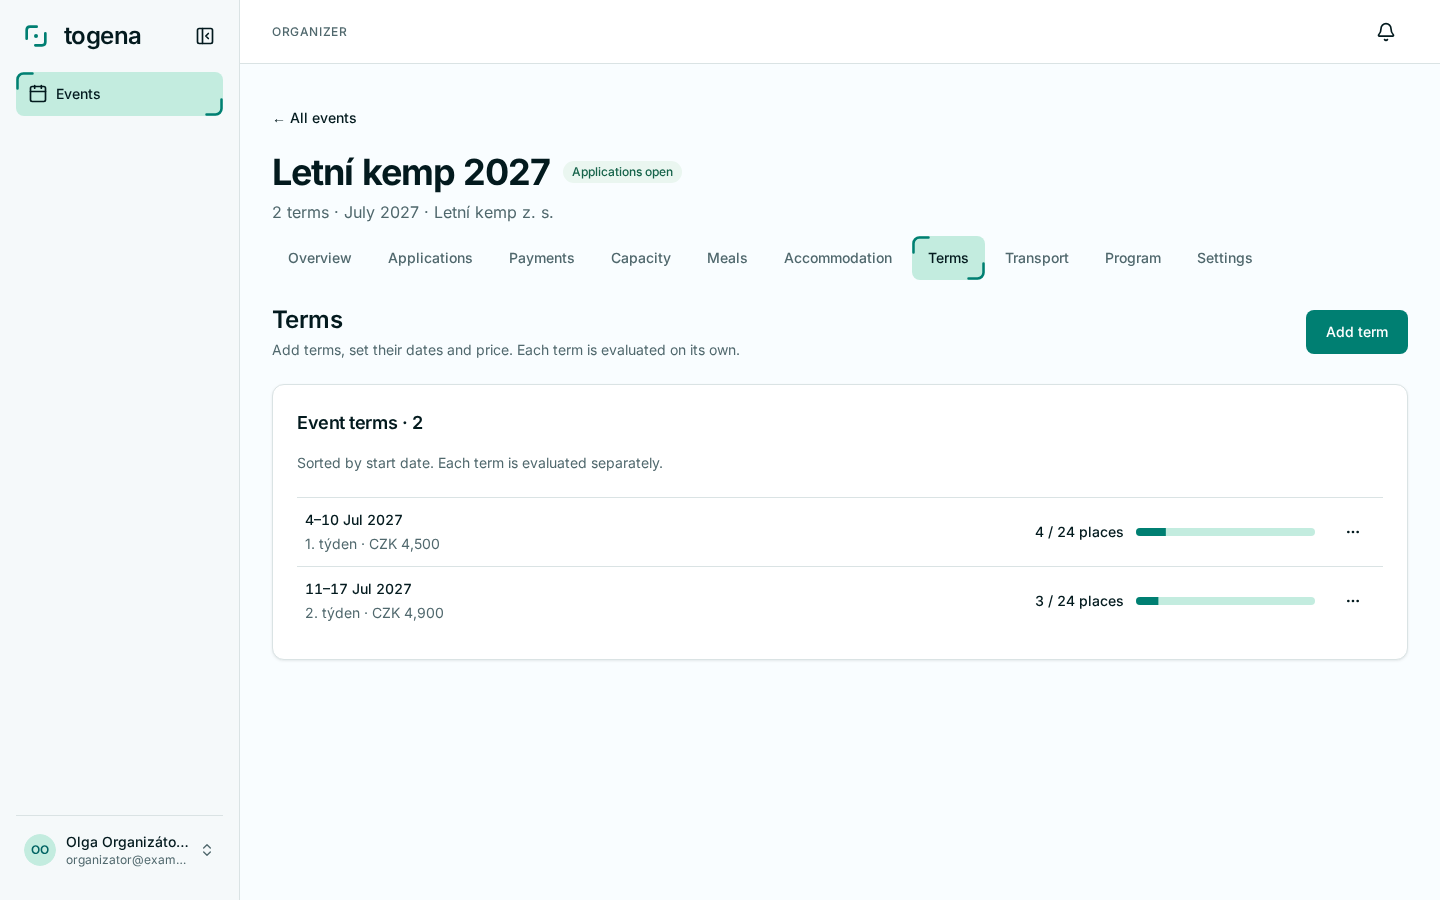 togena
ORGANIZER
Events
← All events
Letní kemp 2027 Applications open
2 terms · July 2027 · Letní kemp z. s.
Overview Applications Payments Capacity Meals Accommodation Terms Transport Program Settings
Terms
Add terms, set their dates and price. Each term is evaluated on its own.
Add term
Event terms · 2
Sorted by start date. Each term is evaluated separately.
4–10 Jul 2027
1. týden · CZK 4,500
4 / 24 places
11–17 Jul 2027
2. týden · CZK 4,900
3 / 24 places
OO
Olga Organizáto...
organizator@exam...